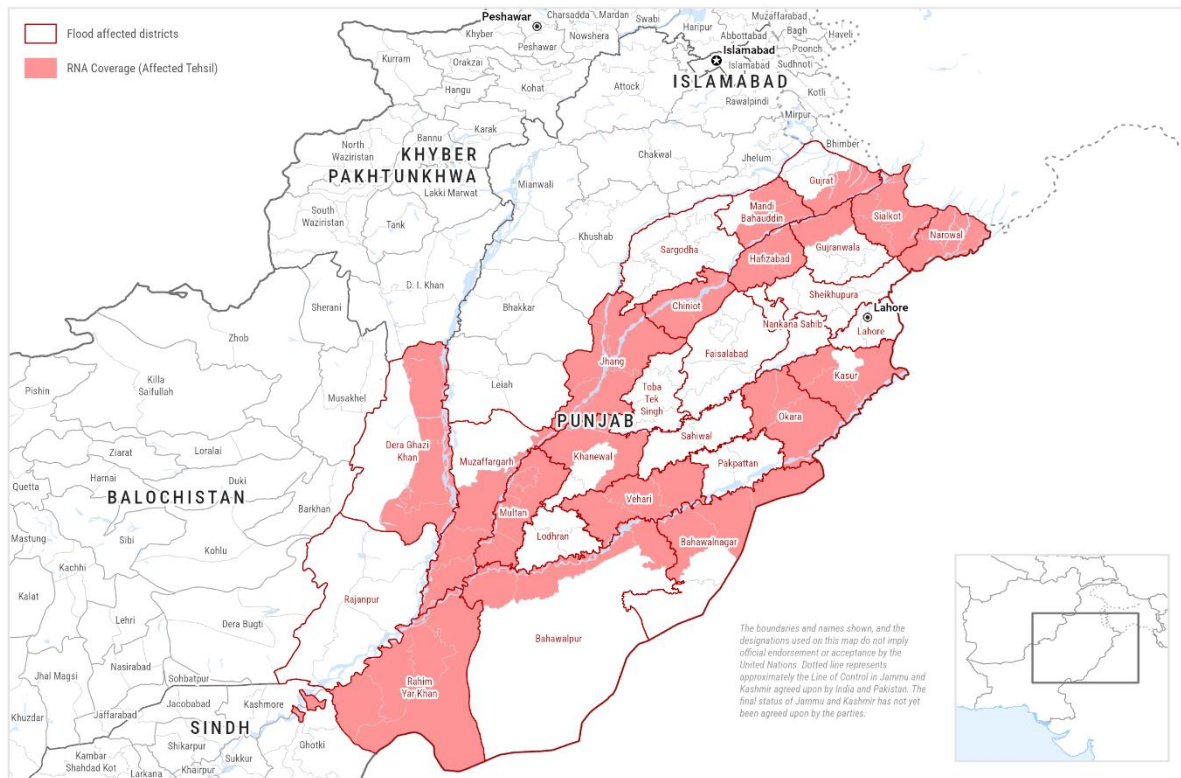 Flood affected districts
RNA Coverage (Affected Tehsil)
Peshawar
Charsadda
Mardan
Swabi
Haripur
Muzaffarabad
Abbottabad
Bagh
Haveli
Khyber
Nowshera
Peshawar
Islamabad
Poonch
Kurram
Orakzai
Islamabad
Sudhnoti
ISLAMABAD
Hangu
Kohat
Attock
Rawalpindi
Kotli
Mirpur
Karak
Bannu
North
Waziristan
KHYBER
PAKHTUNKHWA
Lakki Marwat
Chakwal
Jhelum
Bhimber
Mianwali
Gujrat
South
Waziristan
Tank
Khushab
Mandi
Bahauddin
Sialkot
Narowal
Sargodha
Gujranwala
Hafizabad
D. I. Khan
Sherani
Bhakkar
Chiniot
Sheikhupura
Lahore
Nankana Sahib
Lahore
Zhob
Faisalabad
Jhang
Kasur
Killa
Saifullah
Pishin
Musakhel
Leiah
Toba
Tek
Singh
Okara
PUNJAB
Sahiwal
Dera Ghazi
Khan
Muzaffargarh
Khanewal
Pakpattan
Ziarat
Loralai
Harnai
Duki
Quetta
BALOCHISTAN
Barkhan
Vehari
Multan
Lodhran
Bahawalnagar
Mastung
Sibi
Kohlu
Kachhi
Kalat
Rajanpur
Lehri
Dera Bugti
Bahawalpur
Nasirabad
Jhal Magsi
Sohbatpur
Rahim
Yar Khan
Jacobabad
Kashmore
Khuzdar
Jaffarabad
SINDH
Shikarpur
Ghotki
Kambar
Shahdad Kot
Sukkur
Larkana
Khairpur
The boundaries and names shown, and the
designations used on this map do not imply
official endorsement or acceptance by the
United Nations. Dotted line represents
approximately the Line of Control in Jammu and
Kashmir agreed upon by India and Pakistan. The
final status of Jammu and Kashmir has not yet
been agreed upon by the parties.